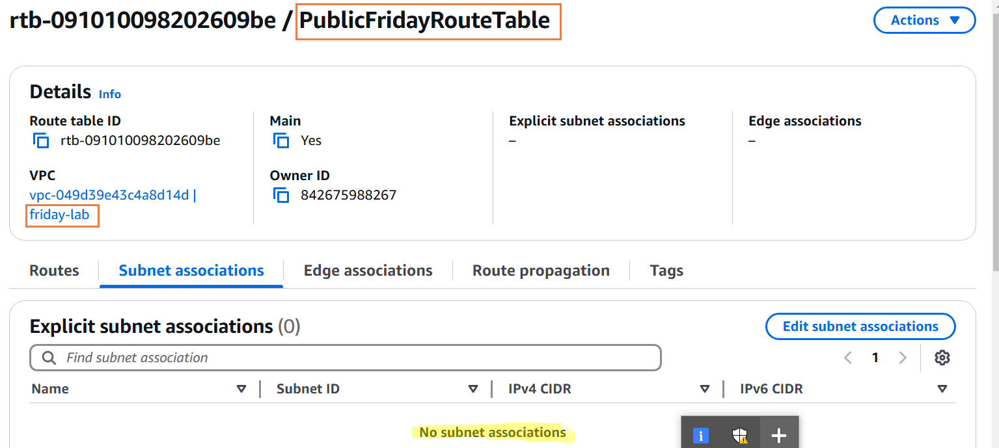 rtb-091010098202609be / PublicFridayRouteTable
Actions
Details Info
Route table ID
rtb-091010098202609be
Main
Yes
Explicit subnet associations
–
Edge associations
–
VPC
vpc-049d39e43c4a8d14d |
friday-lab
Owner ID
842675988267
Routes
Subnet associations
Edge associations
Route propagation
Tags
Explicit subnet associations (0)
Edit subnet associations
Find subnet association
1
Name
Subnet ID
IPv4 CIDR
IPv6 CIDR
No subnet associations